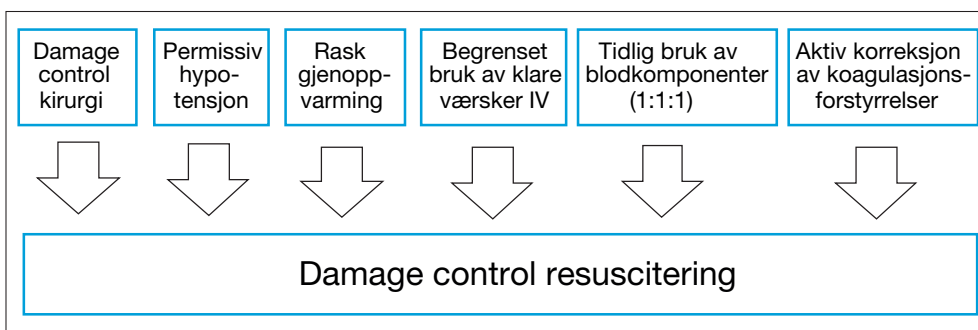 Damage
control
kirurgi
Permissiv
hypo-
tensjon
Rask
gjenopp-
varming
Begrenset
bruk av klare
værsker IV
Tidlig bruk av
blodkomponenter
(1:1:1)
Aktiv korreksjon
av koagulasjons-
forstyrrelser
Damage control resuscitering